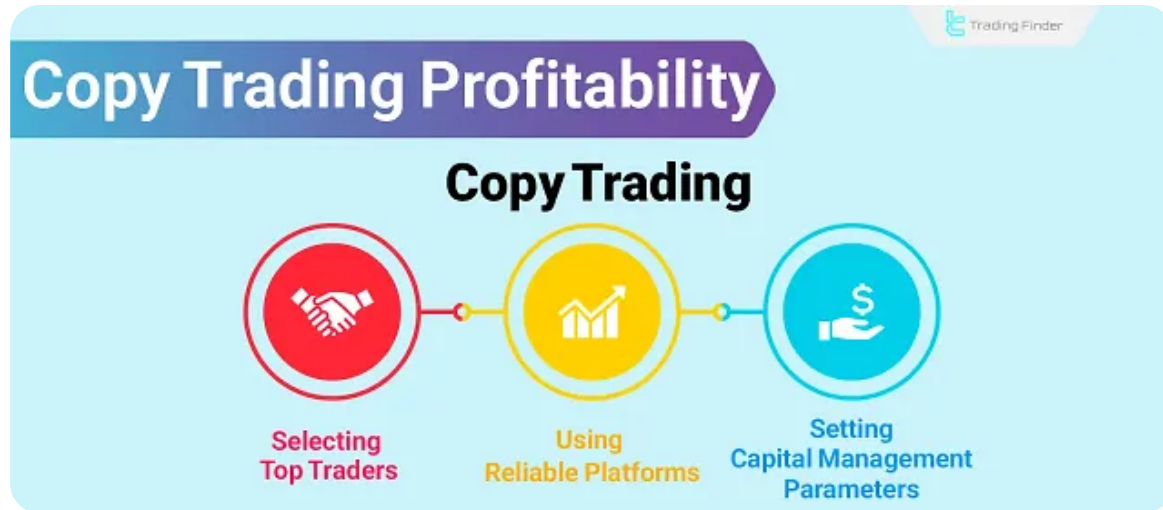 Trading Finder
Copy Trading Profitability
Copy Trading
$
Selecting
Top Traders
Using
Reliable Platforms
Setting
Capital Management
Parameters